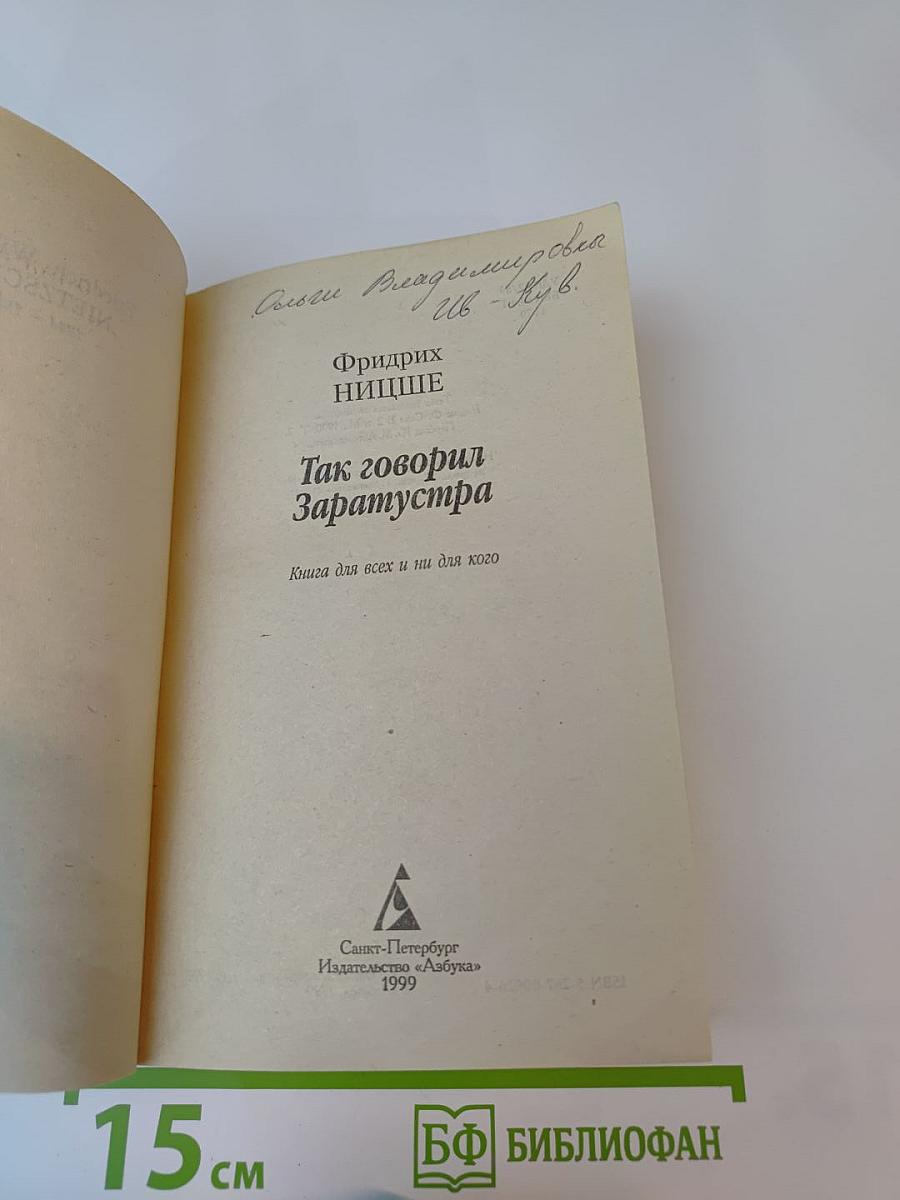 Ольги Владимировны
Ив - Кув.
Фридрих
НИЦШЕ
Так говорил
Заратустра
Книга для всех и ни для кого
Санкт-Петербург
Издательство «Азбука»
1999
15 см
БФ БИБЛИОФАН